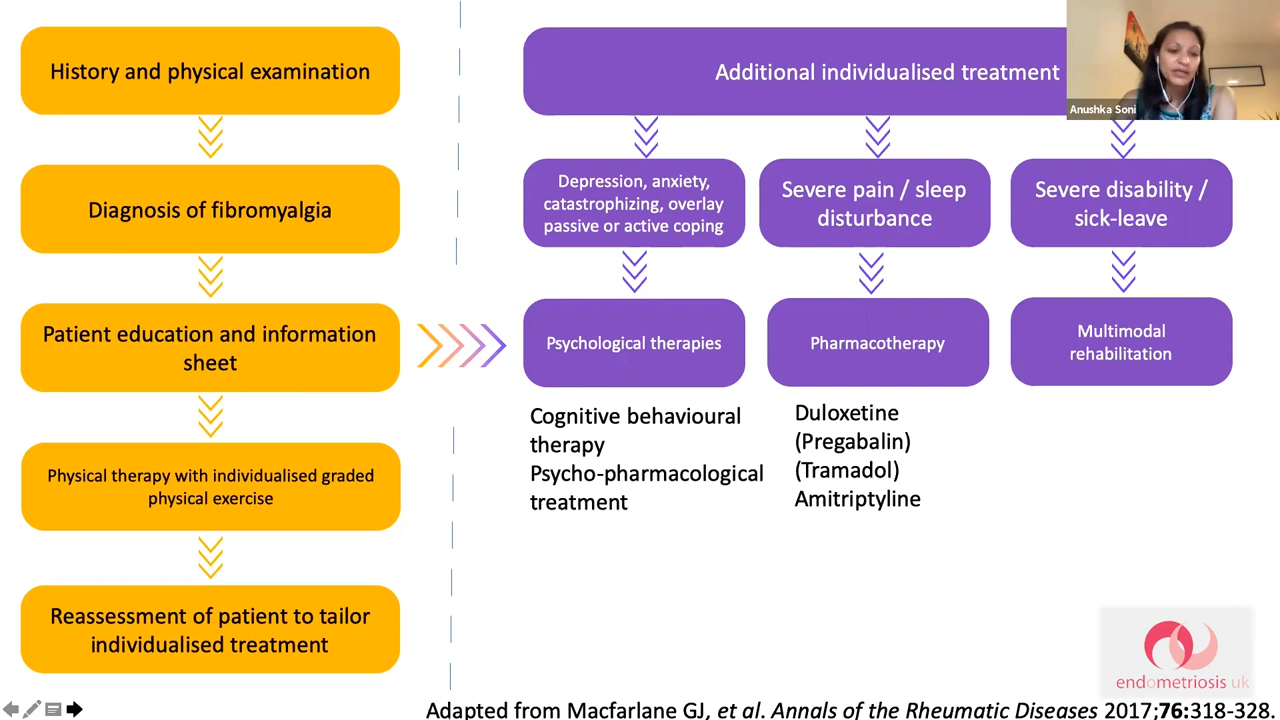 History and physical examination
Diagnosis of fibromyalgia
Patient education and information
sheet
Physical therapy with individualised graded
physical exercise
Reassessment of patient to tailor
individualised treatment
Additional individualised treatment
Anushka Soni
Depression, anxiety,
catastrophizing, overlay
passive or active coping
Psychological therapies
Cognitive behavioural
therapy
Psycho-pharmacological
treatment
Severe pain / sleep
disturbance
Pharmacotherapy
Duloxetine
(Pregabalin)
(Tramadol)
Amitriptyline
Severe disability /
sick-leave
Multimodal
rehabilitation
endometriosis uk
Adapted from Macfarlane GJ, et al. Annals of the Rheumatic Diseases 2017;76:318-328.